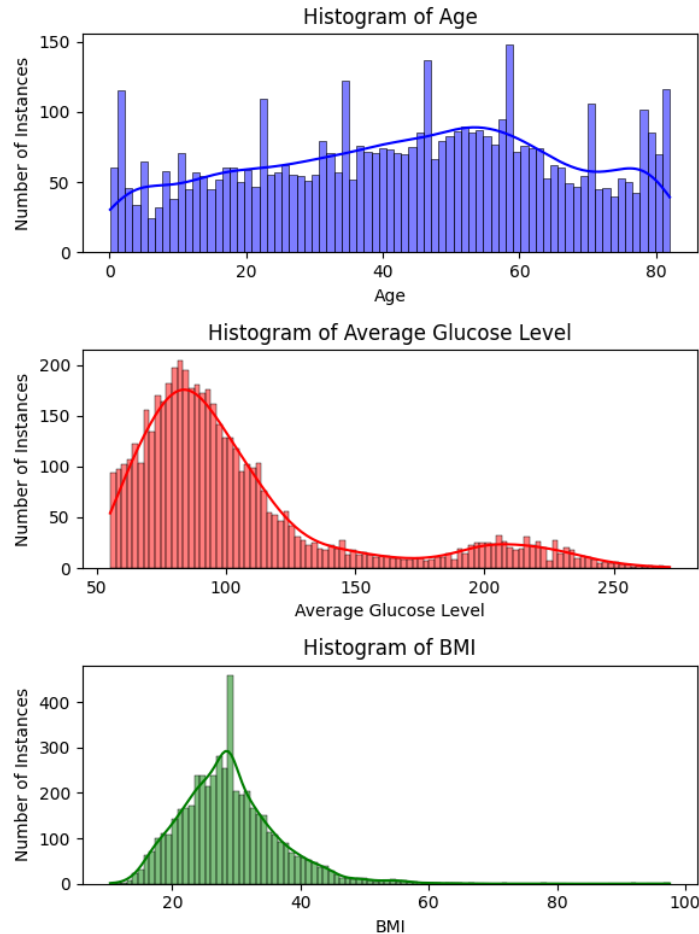 Histogram of Age
Number of Instances
150
100
50
0
0 20 40 60 80
Age
Histogram of Average Glucose Level
Number of Instances
200
150
100
50
0
50 100 150 200 250
Average Glucose Level
Histogram of BMI
Number of Instances
400
300
200
100
0
20 40 60 80 100
BMI